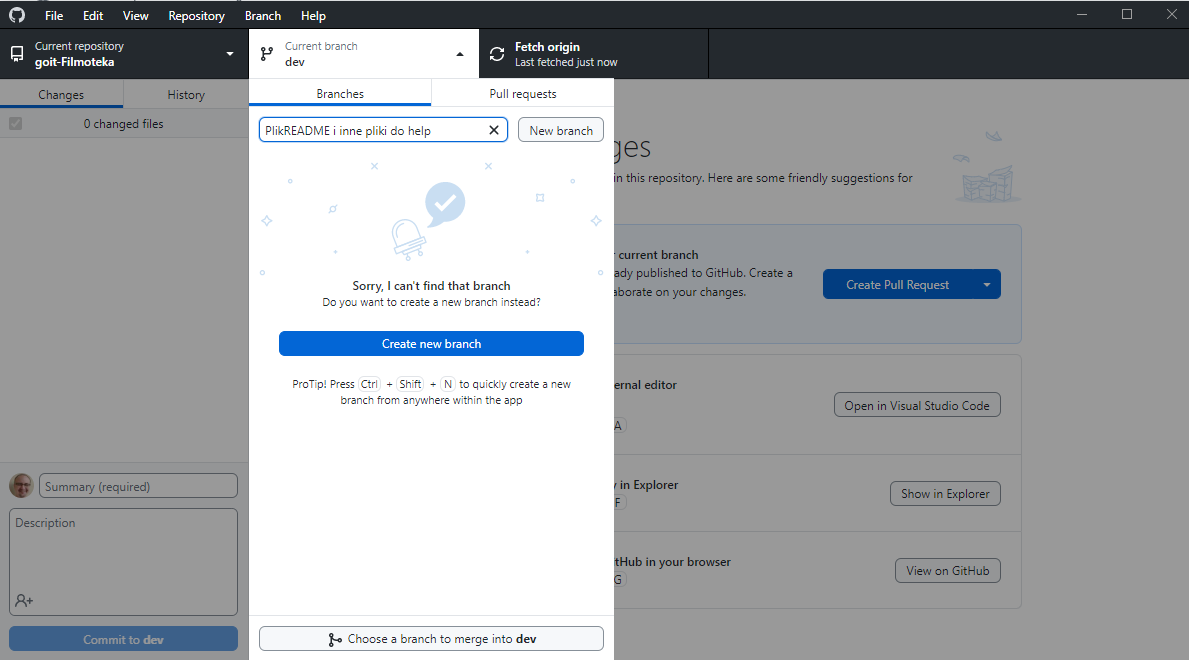 File Edit View Repository Branch Help
Current repository
goit-Filmoteka
Current branch
dev
Fetch origin
Last fetched just now
Changes History
0 changed files
Branches Pull requests
PlikREADME i inne pliki do help
New branch
Sorry, I can't find that branch
Do you want to create a new branch instead?
Create new branch
ProTip! Press Ctrl + Shift + N to quickly create a new
branch from anywhere within the app
Choose a branch to merge into dev
ges
in this repository. Here are some friendly suggestions for
current branch
ady published to GitHub. Create a
aborate on your changes.
Create Pull Request
ernal editor
A
Open in Visual Studio Code
in Explorer
F
Show in Explorer
tHub in your browser
G
View on GitHub
Summary (required)
Description
Commit to dev